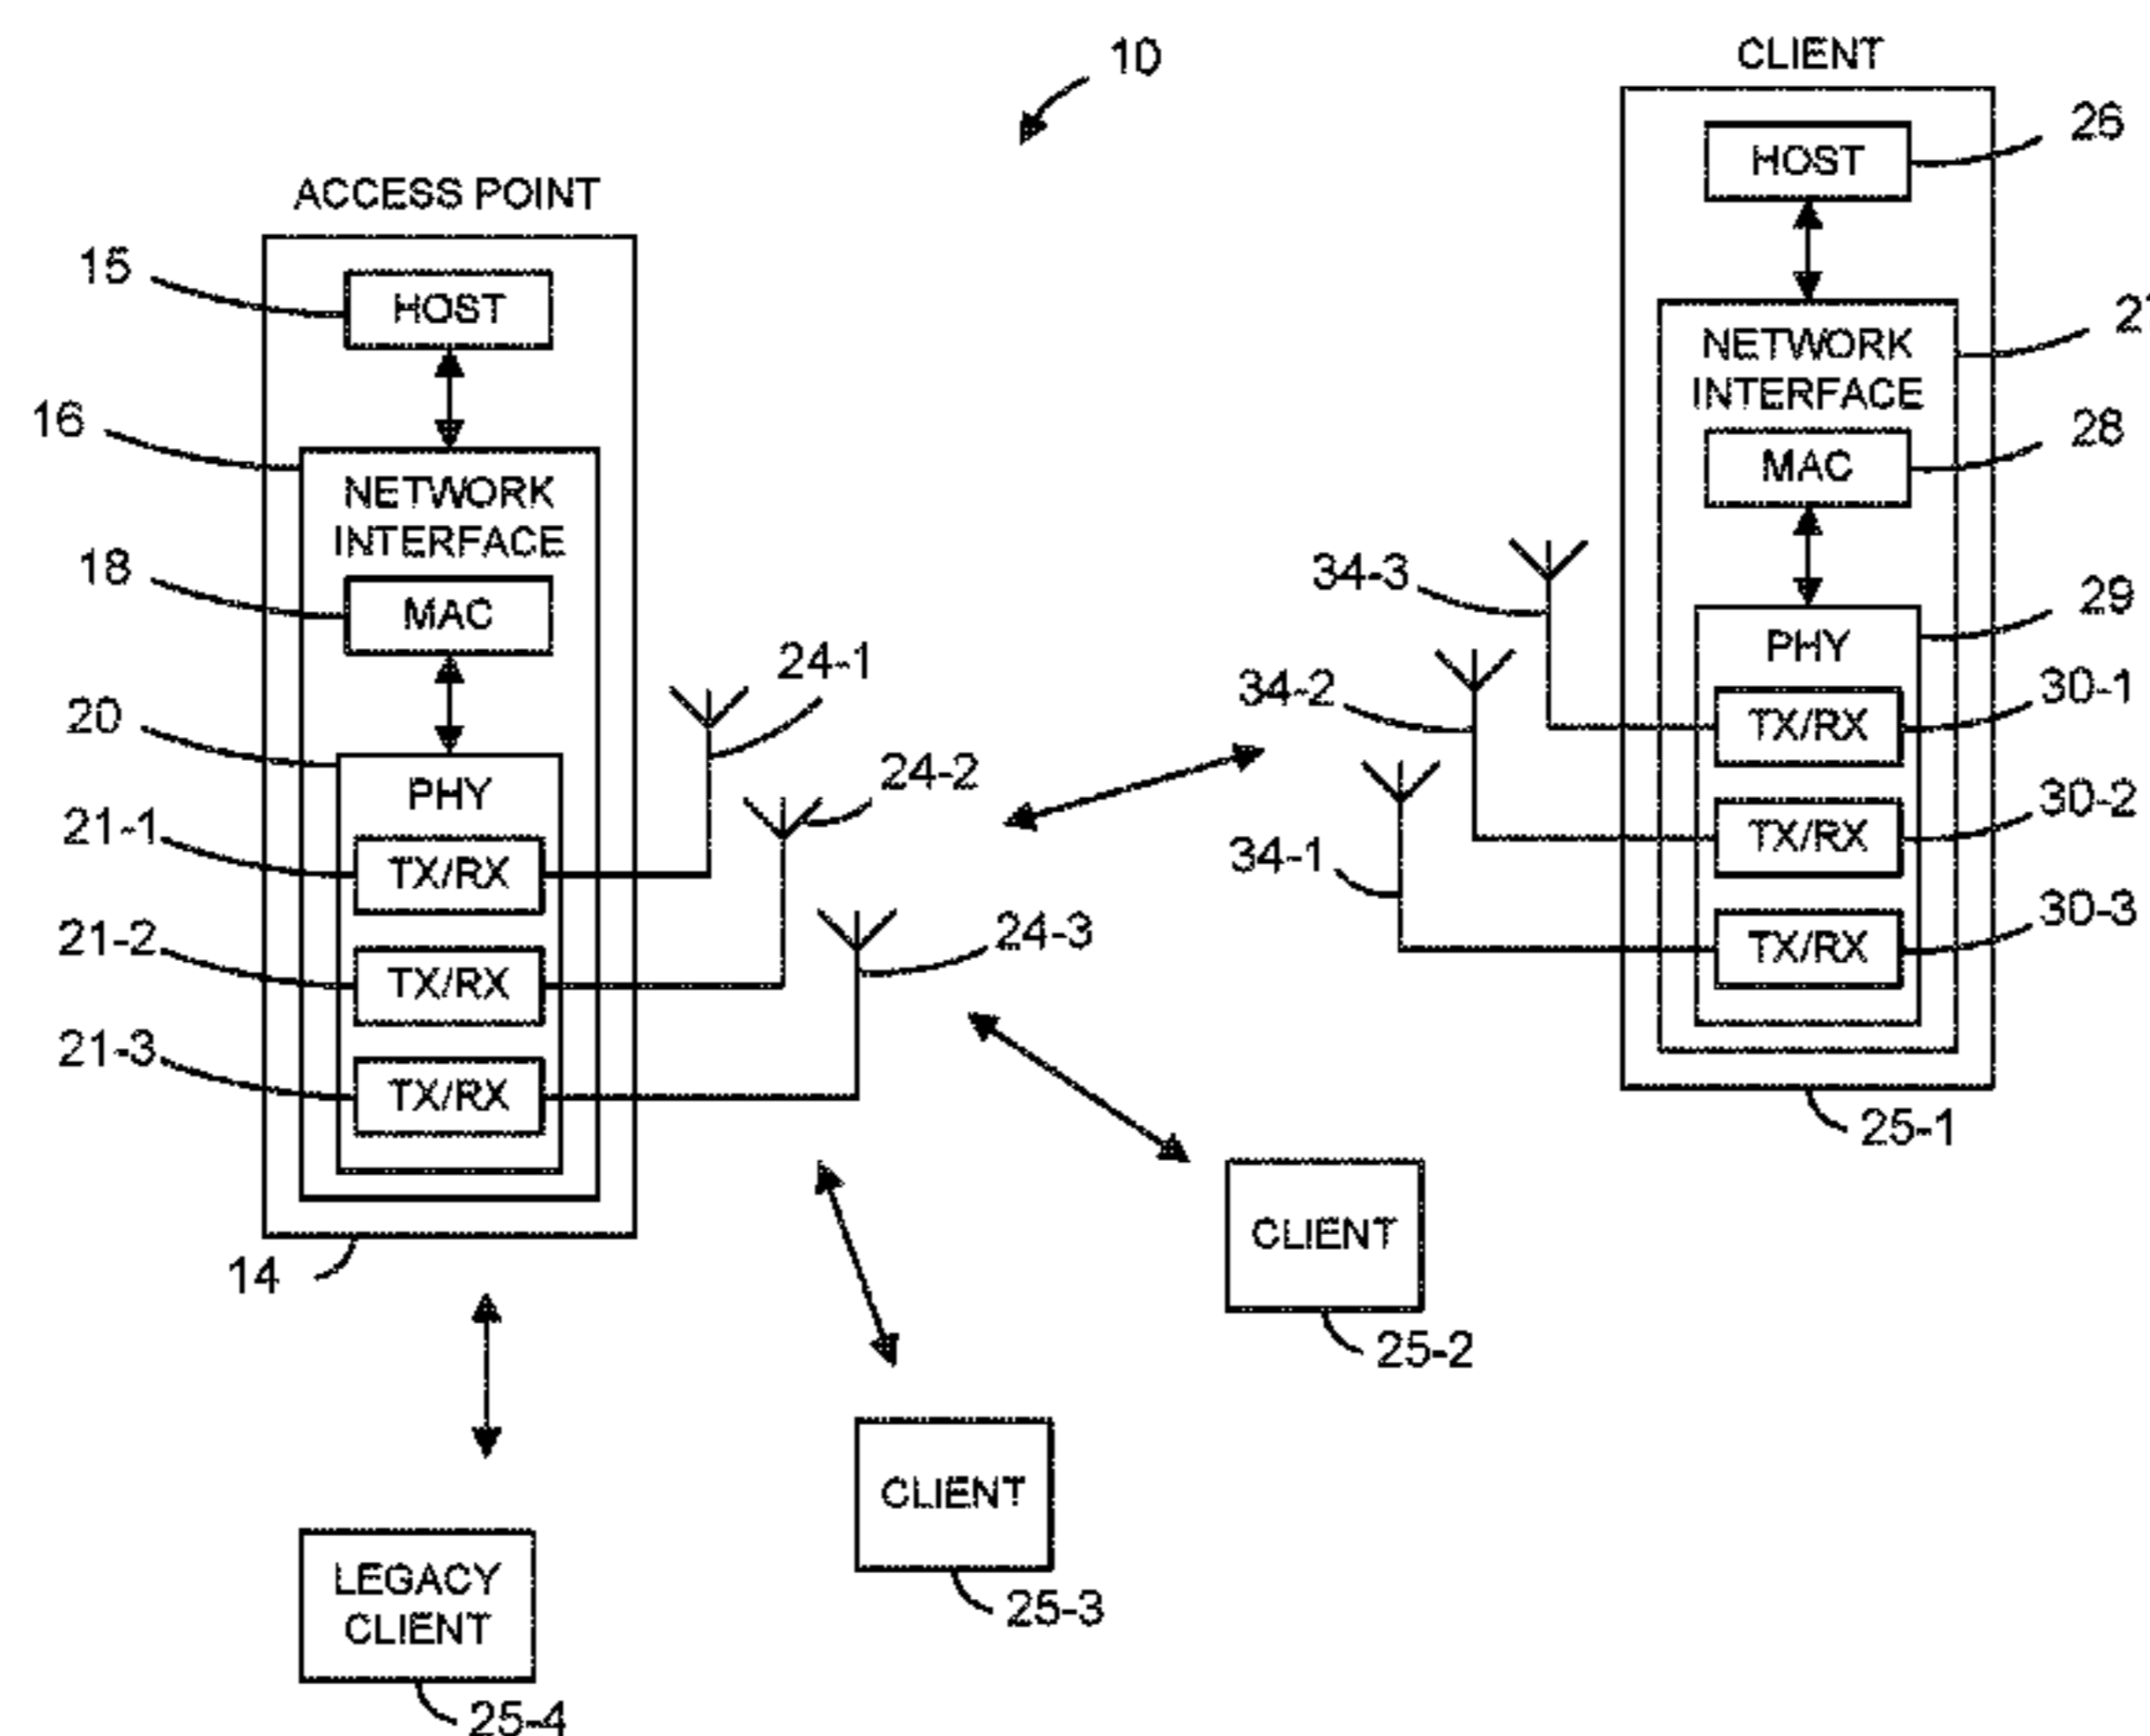 10
CLIENT
26
HOST
ACCESS POINT
15
HOST
NETWORK
INTERFACE
16
28
MAC
NETWORK
INTERFACE
18
MAC
34-3
29
PHY
24-1
34-2
30-1
TX/RX
20
PHY
24-2
30-2
TX/RX
21-1
TX/RX
34-1
30-3
TX/RX
21-2
TX/RX
24-3
21-3
TX/RX
25-1
14
CLIENT
25-2
CLIENT
25-3
LEGACY
CLIENT
25-4